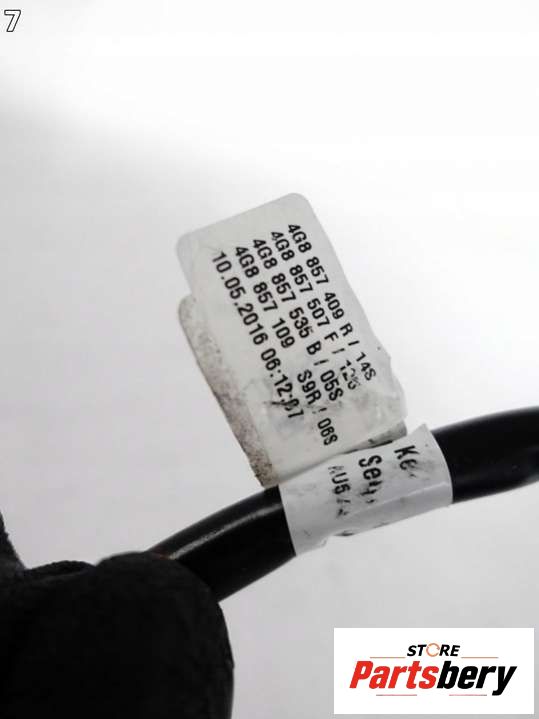 7
4G8 857 409 R / 14S
4G8 857 507 F / 12S
4G8 857 535 B / 05S
4G8 857 109 S9R / 06S
10.05.2016 06:12:07
STORE
Partsbery